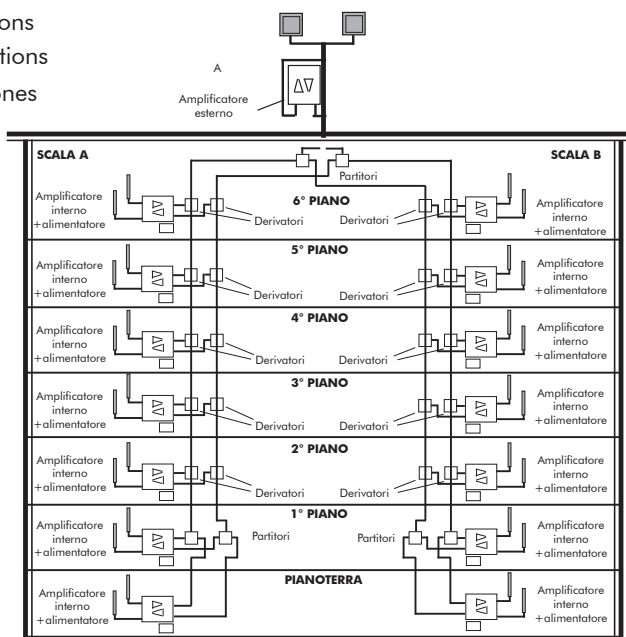 ons
tions
ones
A
Amplificatore
esterno
SCALA A
SCALA B
Partitori
Amplificatore
interno
+alimentatore
6° PIANO
Derivatori
Derivatori
Amplificatore
interno
+alimentatore
5° PIANO
Amplificatore
interno
+alimentatore
Derivatori
Derivatori
Amplificatore
interno
+alimentatore
4° PIANO
Amplificatore
interno
+alimentatore
Derivatori
Derivatori
Amplificatore
interno
+alimentatore
3° PIANO
Amplificatore
interno
+alimentatore
Derivatori
Derivatori
Amplificatore
interno
+alimentatore
2° PIANO
Amplificatore
interno
+alimentatore
Derivatori
Derivatori
Amplificatore
interno
+alimentatore
1° PIANO
Amplificatore
interno
+alimentatore
Partitori
Partitori
Amplificatore
interno
+alimentatore
PIANOTERRA
Amplificatore
interno
+alimentatore
Amplificatore
interno
+alimentatore